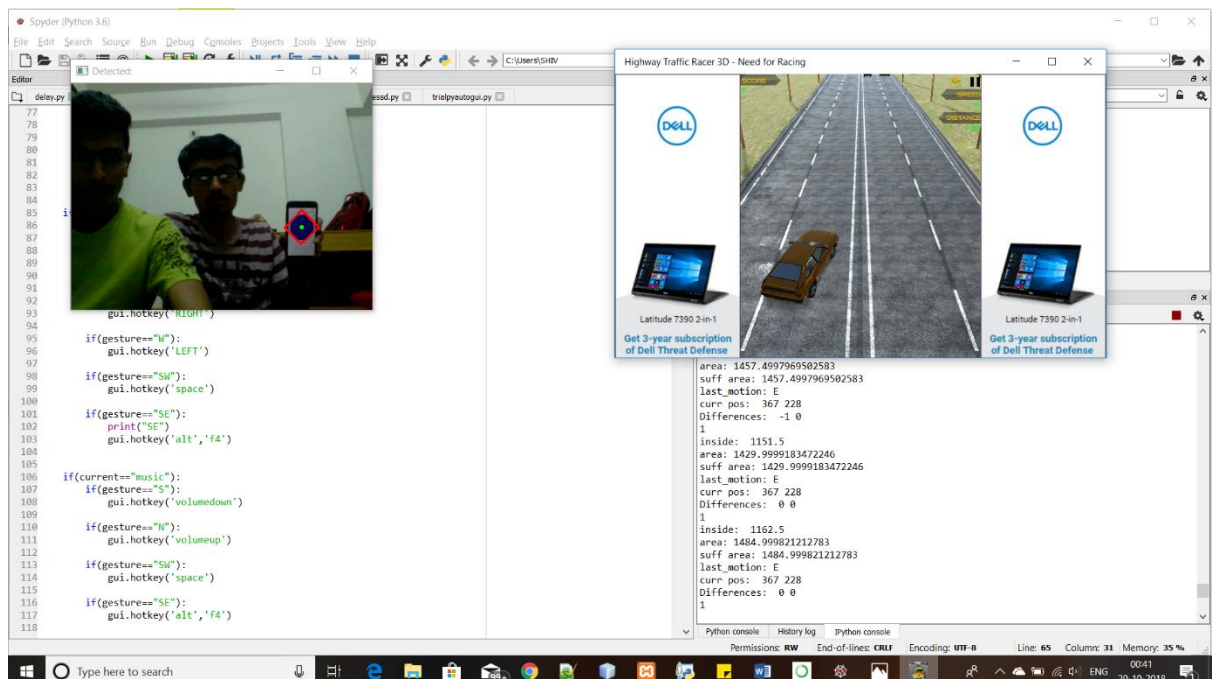 Spyder (Python 3.6)
File Edit Search Source Run Debug Consoles Projects Tools View Help
C:\Users\SHIV
Editor
delay.py
essd.py
trialpyautogui.py
Detected:
77
78
79
80
81
82
83
84
85 i
86
87
88
89
90
91
92
93 gui.hotkey('RIGHT')
94
95 if(gesture=="W"):
96 gui.hotkey('LEFT')
97
98 if(gesture=="SW"):
99 gui.hotkey('space')
100
101 if(gesture=="SE"):
102 print("SE")
103 gui.hotkey('alt','f4')
104
105
106 if(current=="music"):
107 if(gesture=="S"):
108 gui.hotkey('volumedown')
109
110 if(gesture=="N"):
111 gui.hotkey('volumeup')
112
113 if(gesture=="SW"):
114 gui.hotkey('space')
115
116 if(gesture=="SE"):
117 gui.hotkey('alt','f4')
118
Highway Traffic Racer 3D - Need for Racing
SCORE
SPEED
DISTANCE
DELL
Latitude 7390 2-in-1
Get 3-year subscription
of Dell Threat Defense
DELL
Latitude 7390 2-in-1
Get 3-year subscription
of Dell Threat Defense
area: 1457.4997969502583
suff area: 1457.4997969502583
last_motion: E
curr pos: 367 228
Differences: -1 0
1
inside: 1151.5
area: 1429.9999183472246
suff area: 1429.9999183472246
last_motion: E
curr pos: 367 228
Differences: 0 0
1
inside: 1162.5
area: 1484.999821212783
suff area: 1484.999821212783
last_motion: E
curr pos: 367 228
Differences: 0 0
1
Python console History log IPython console
Permissions: RW End-of-lines: CRLF Encoding: UTF-8 Line: 65 Column: 31 Memory: 35 %
Type here to search
99+
ENG
00:41
20-10-2018